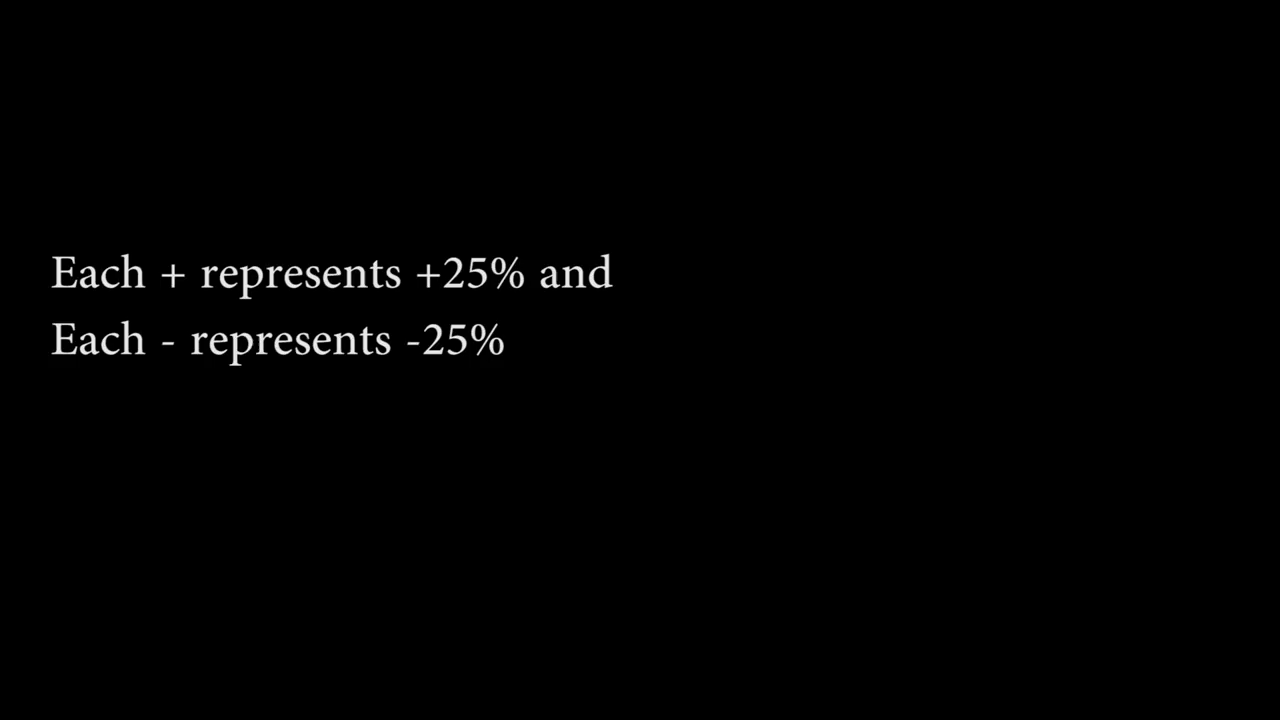 Each + represents +25% and
Each - represents -25%